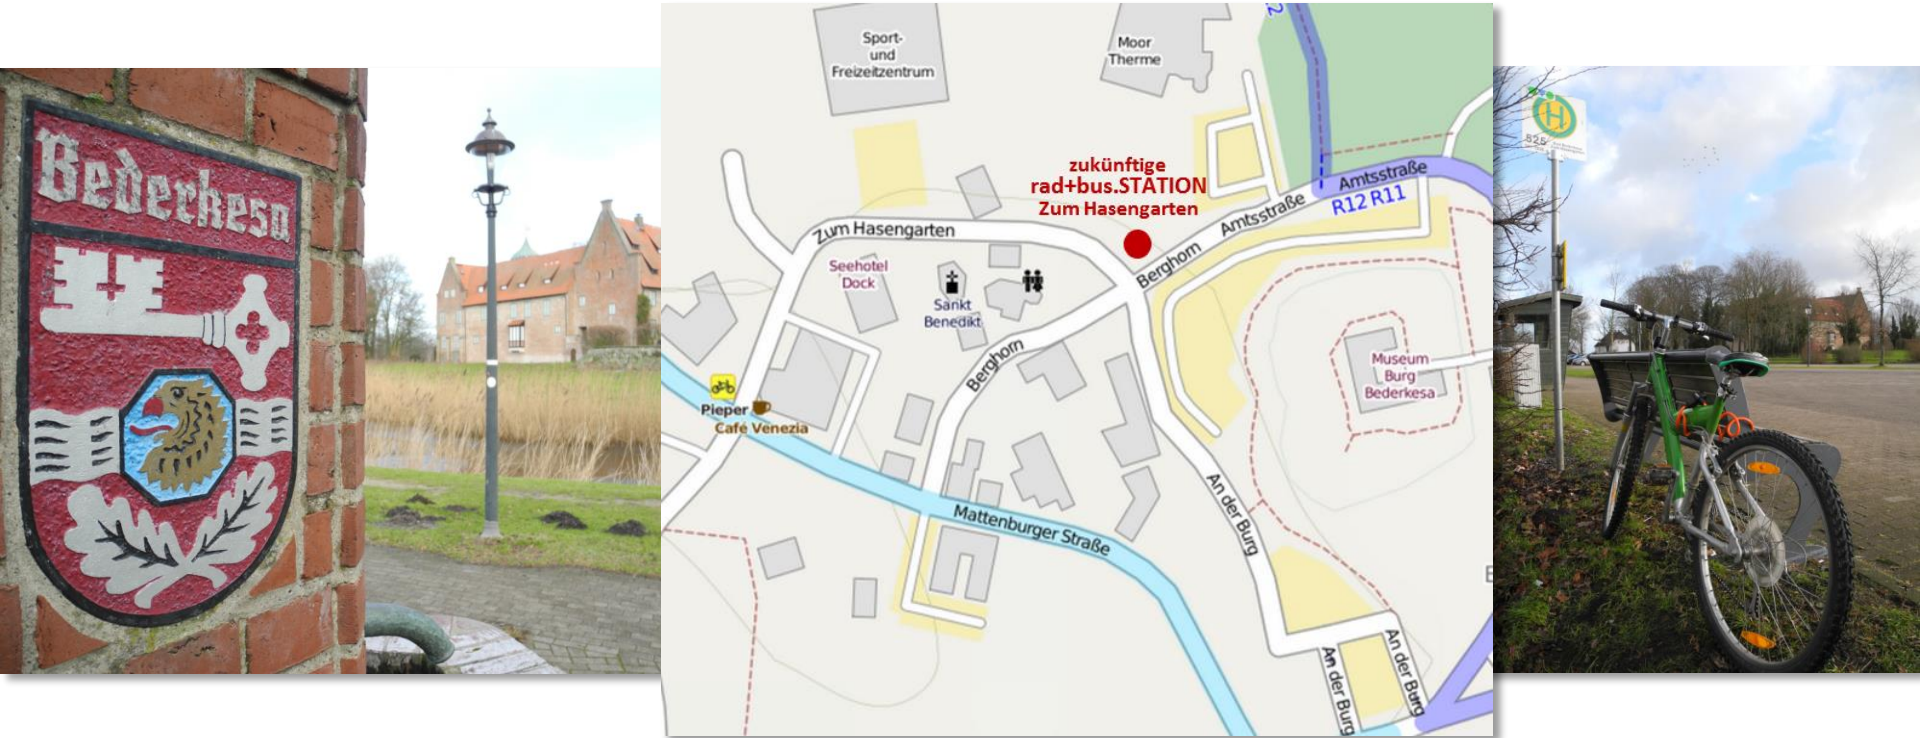 Bederkesa
Sport-
und
Freizeitzentrum
Moor
Therme
zukünftige
rad+bus.STATION
Zum Hasengarten
Amtsstraße
R12 R11
Amtsstraße
Berghorn
Zum Hasengarten
Seehotel
Dock
Sankt
Benedikt
Berghorn
Museum
Burg
Bederkesa
Pieper
Café Venezia
Mattenburger Straße
An der Burg
An der Burg
An der Burg
H
525